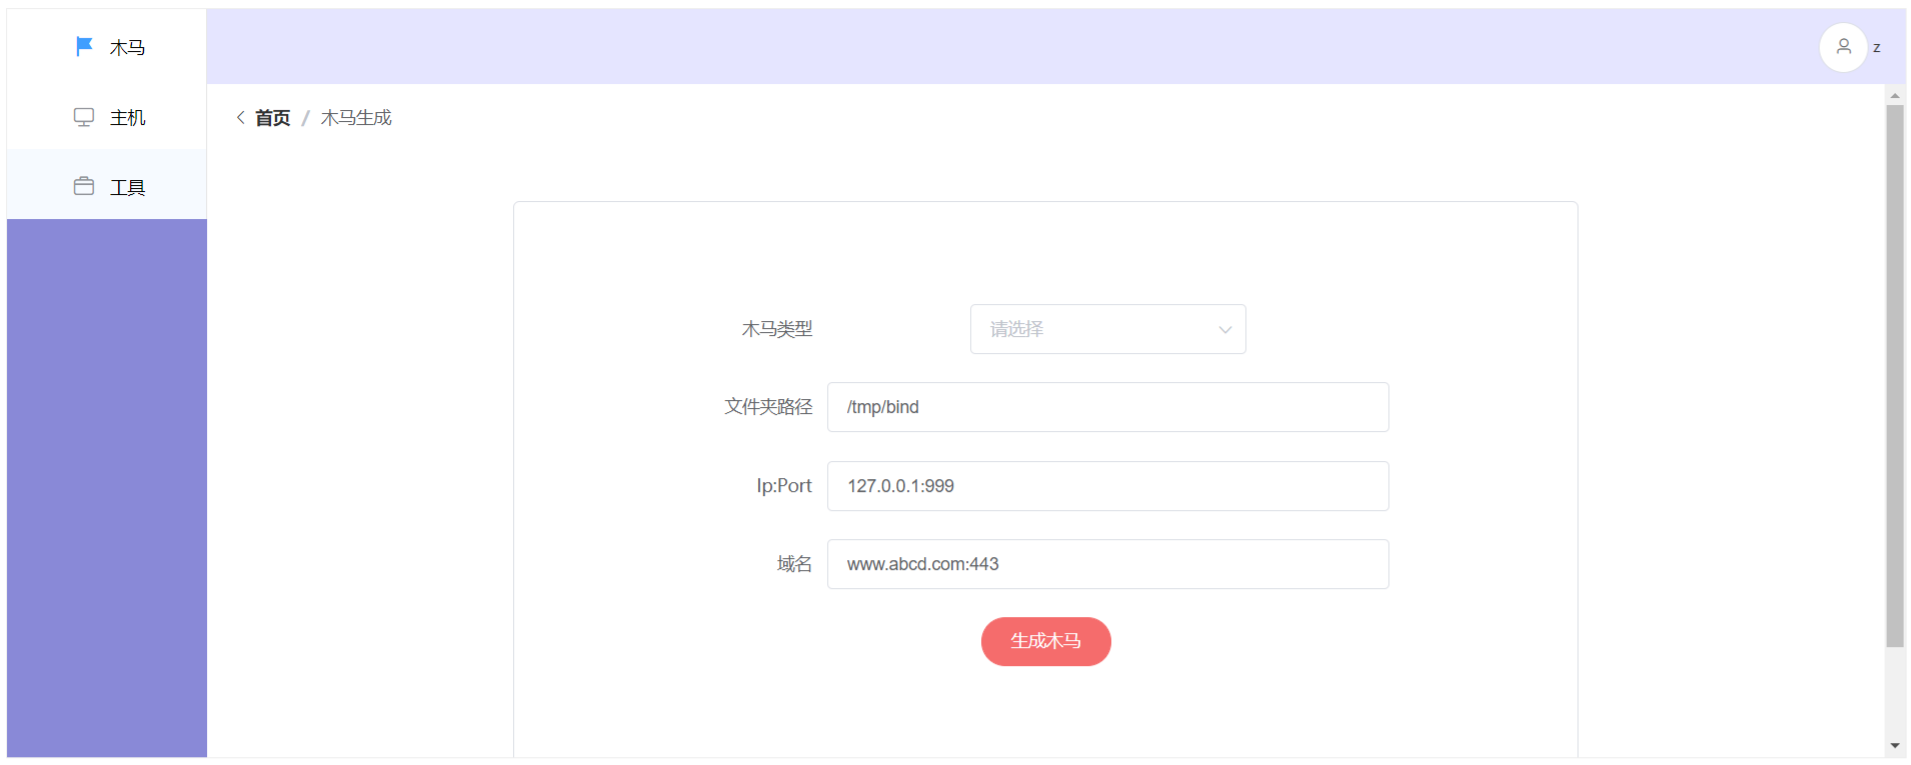 木马
主机
工具
z
首页 / 木马生成
木马类型 请选择
文件夹路径 /tmp/bind
Ip:Port 127.0.0.1:999
域名 www.abcd.com:443
生成木马